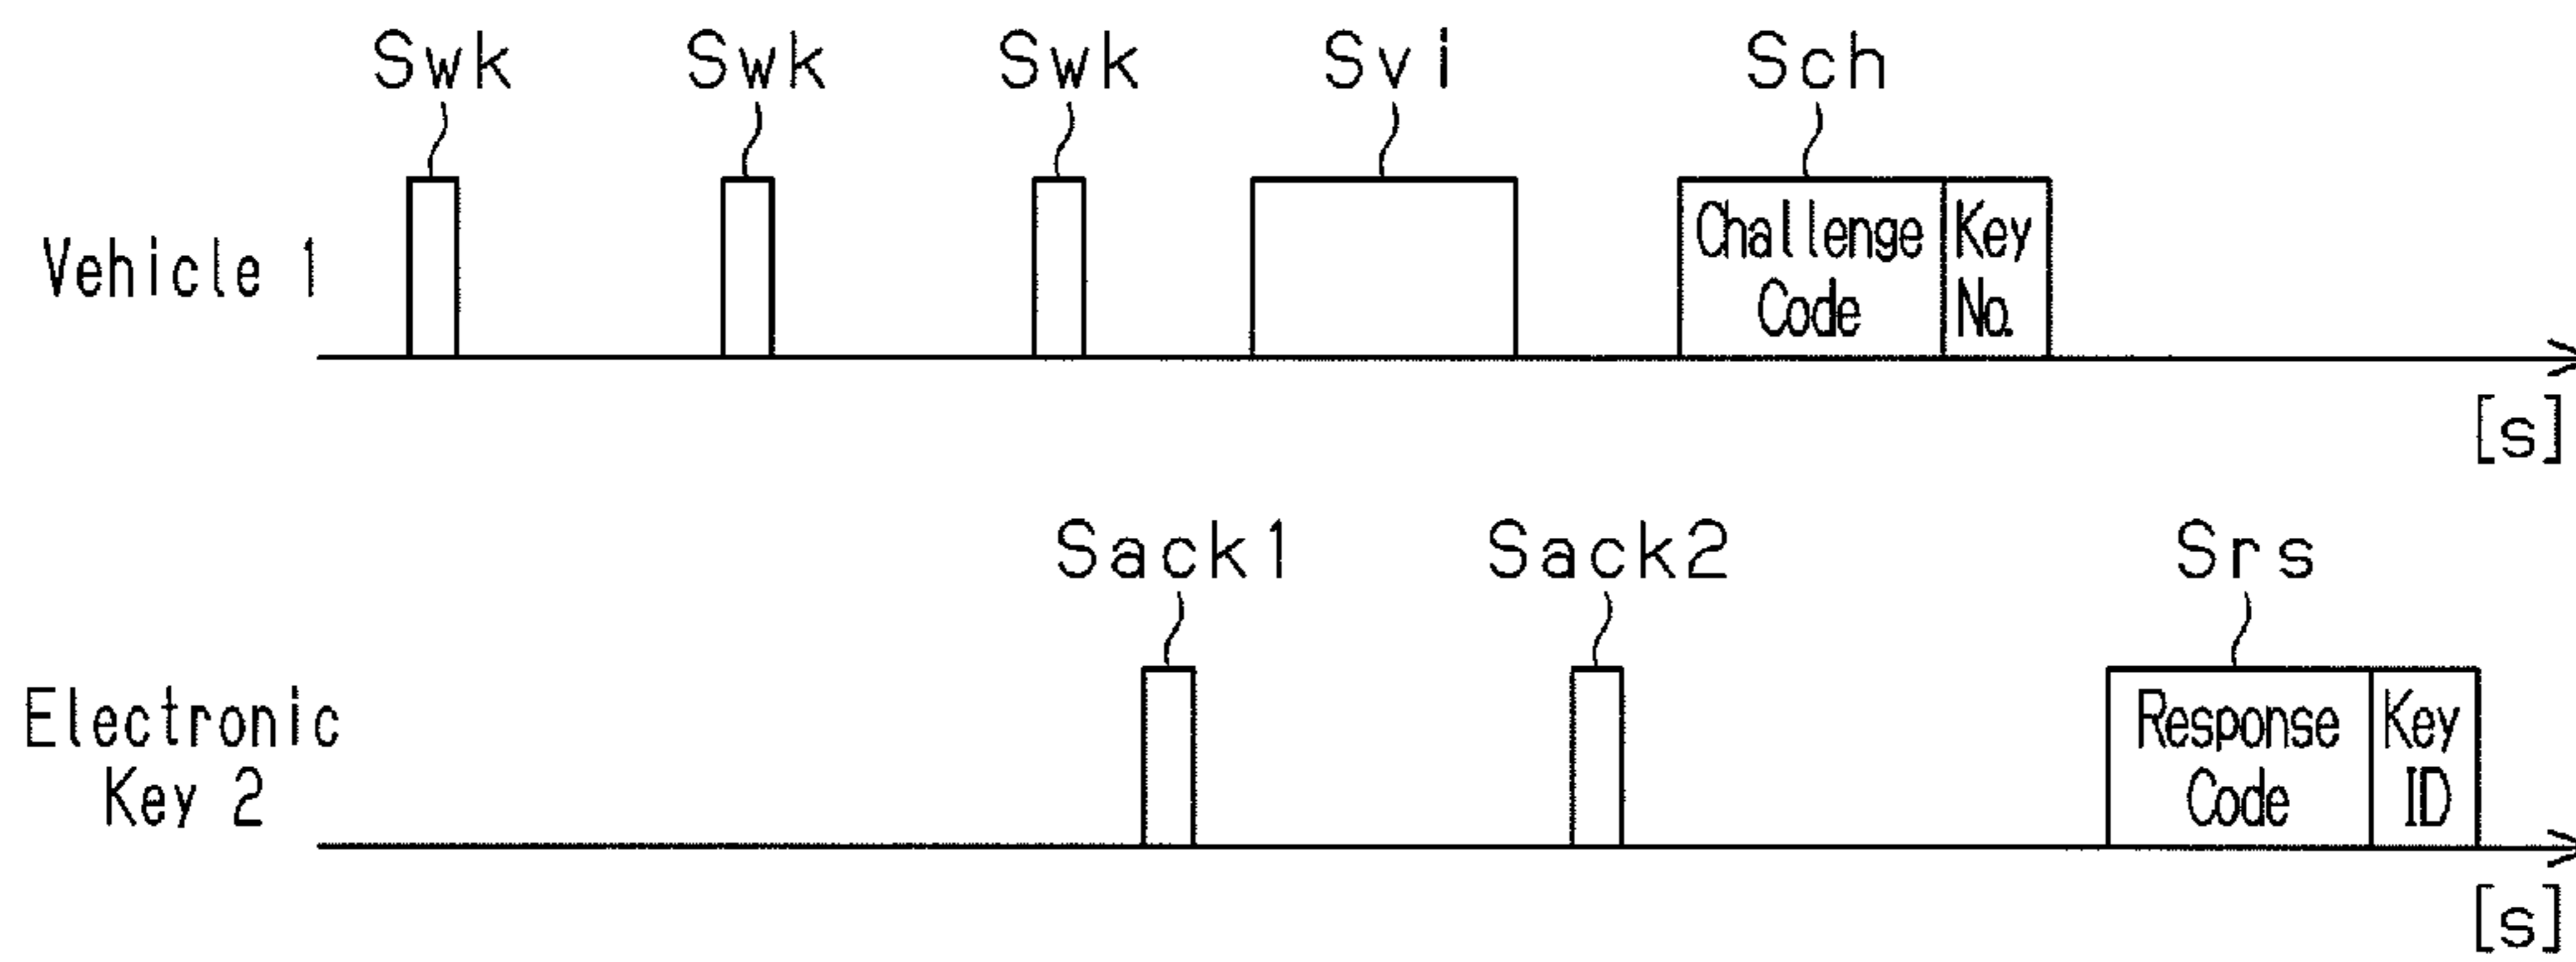 Swk Swk Swk Svi Sch
Vehicle 1
Challenge Code
Key No.
[s]
Sack1 Sack2 Srs
Electronic
Key 2
Response Code
Key ID
[s]